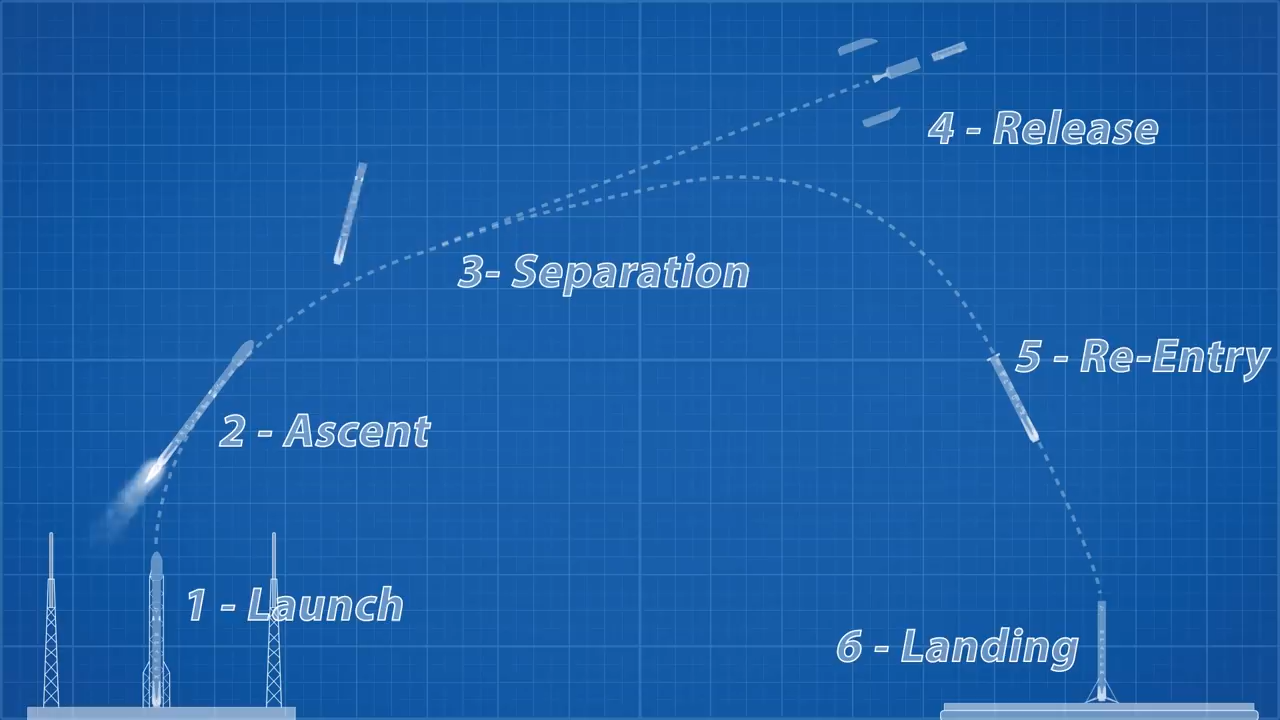 4 - Release
3- Separation
5 - Re-Entry
2 - Ascent
1 - Launch
6 - Landing